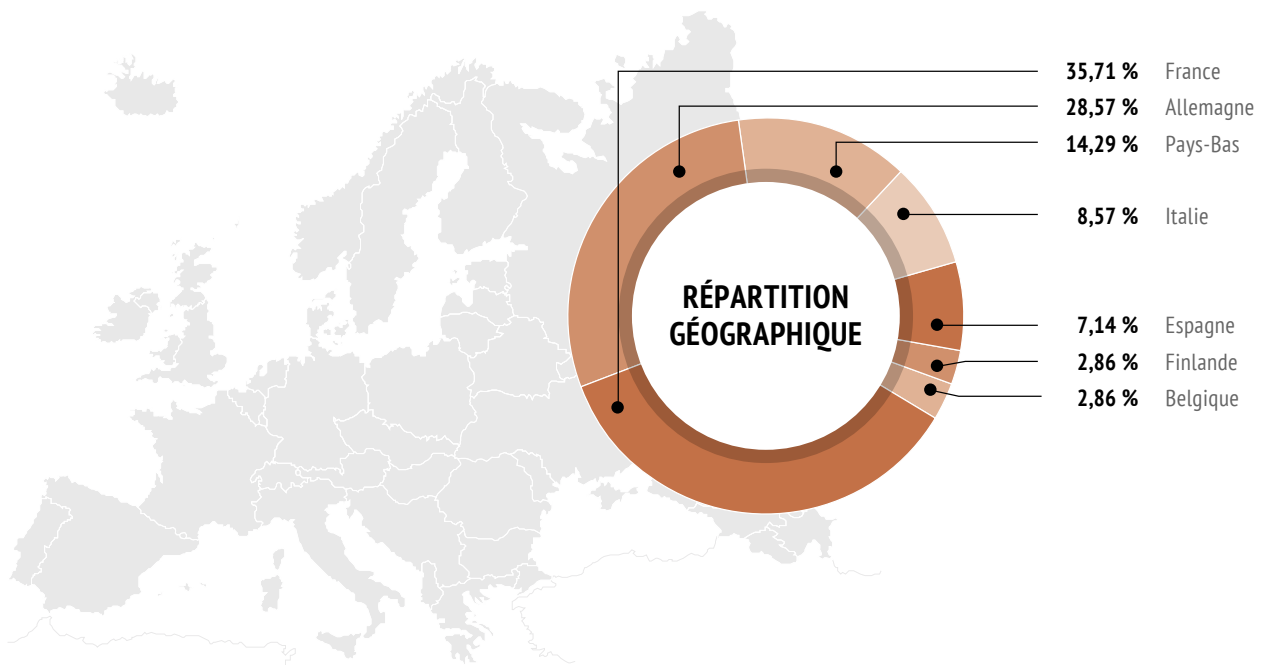 35,71 % France
28,57 % Allemagne
14,29 % Pays-Bas
8,57 % Italie
RÉPARTITION
GÉOGRAPHIQUE
7,14 % Espagne
2,86 % Finlande
2,86 % Belgique